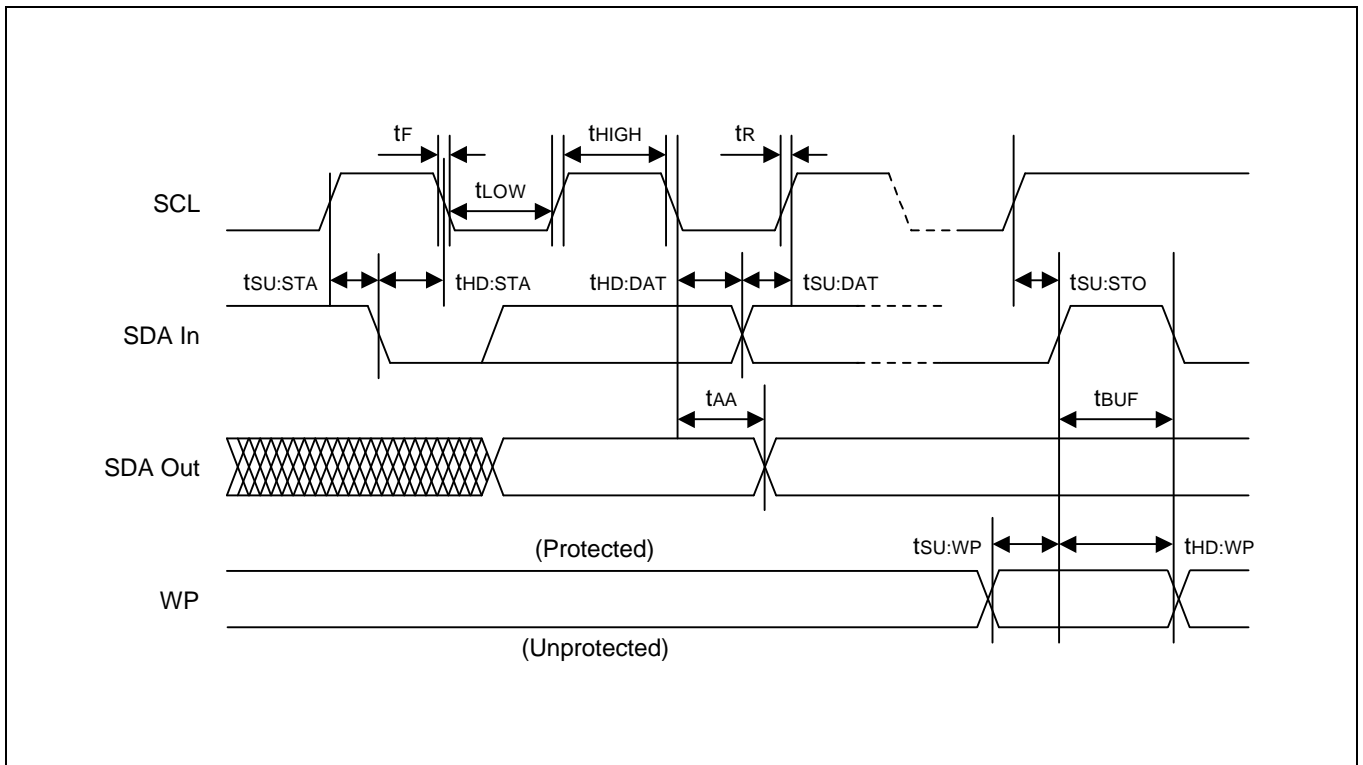 tF
tHIGH
tR
tLOW
SCL
tSU:STA
tHD:STA
tHD:DAT
tSU:DAT
tSU:STO
SDA In
tAA
tBUF
SDA Out
(Protected)
tSU:WP
tHD:WP
WP
(Unprotected)